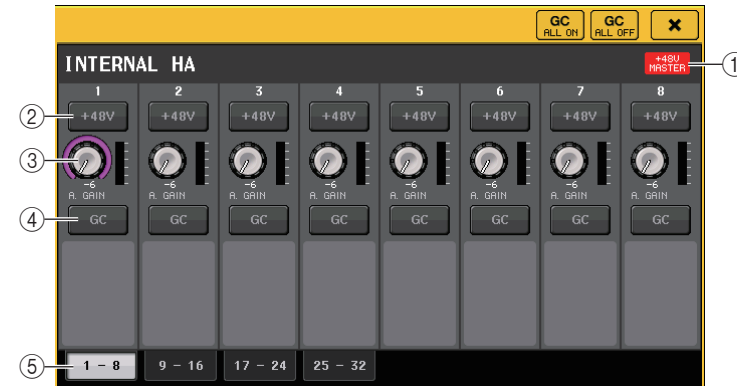 GC ALL ON GC ALL OFF ×
INTERNAL HA +48V MASTER ①
1 2 3 4 5 6 7 8
② +48V +48V +48V +48V +48V +48V +48V +48V
③
-6 -6 -6 -6 -6 -6 -6 -6
A. GAIN A. GAIN A. GAIN A. GAIN A. GAIN A. GAIN A. GAIN A. GAIN
④ GC GC GC GC GC GC GC GC
⑤ 1 - 8 9 - 16 17 - 24 25 - 32